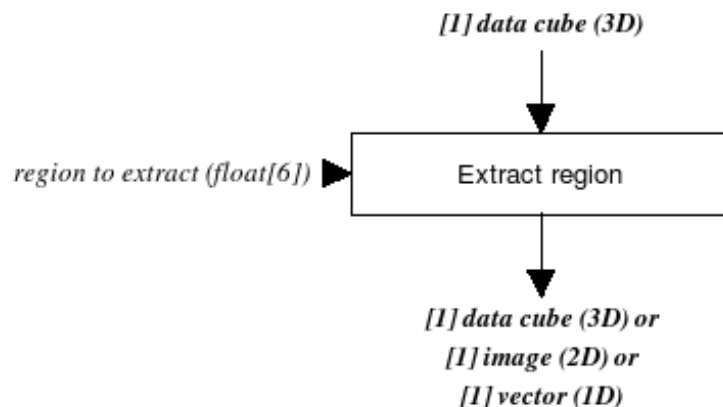 [1] data cube (3D)
region to extract (float[6])
Extract region
[1] data cube (3D) or
[1] image (2D) or
[1] vector (1D)